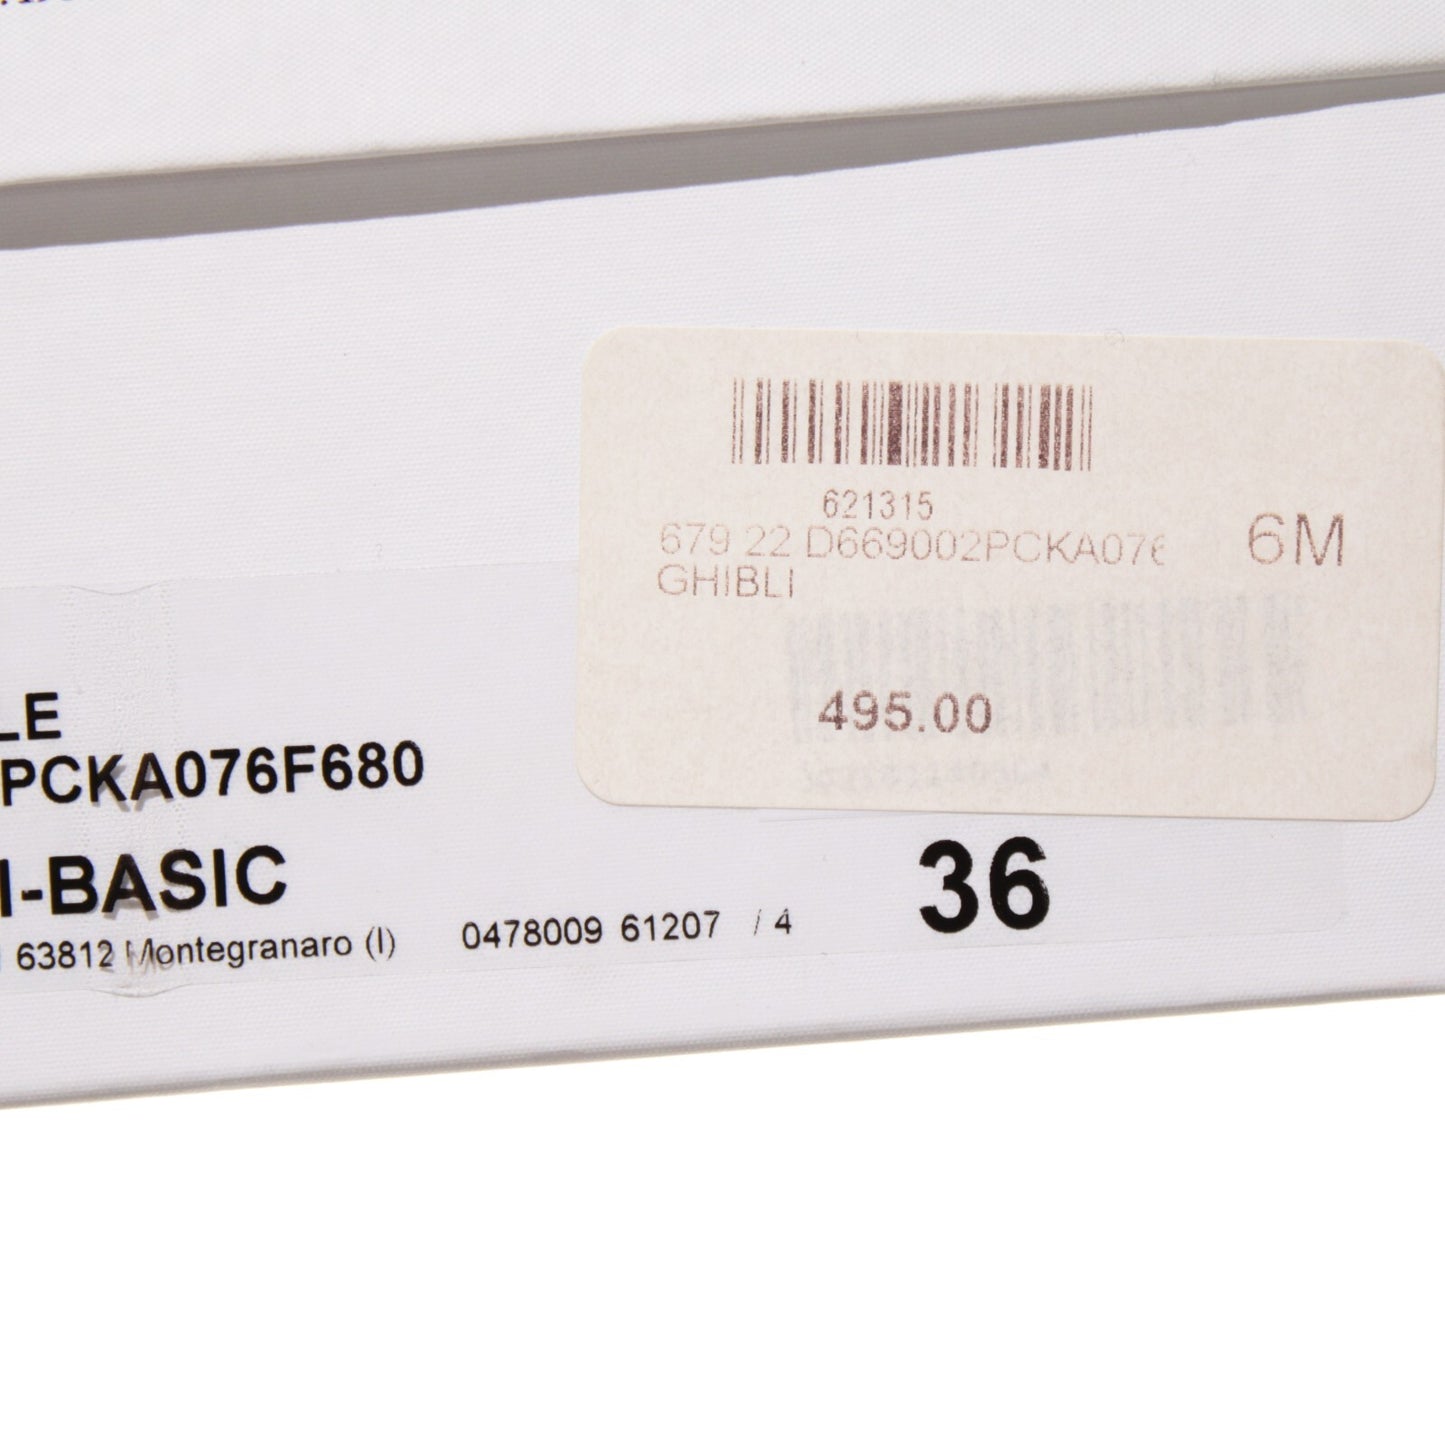 621315
679 22 D669002PCKA076
6M
GHIBLI
495.00
LE
PCKA076F680
I-BASIC
36
63812 Montegranaro (I) 0478009 61207 / 4